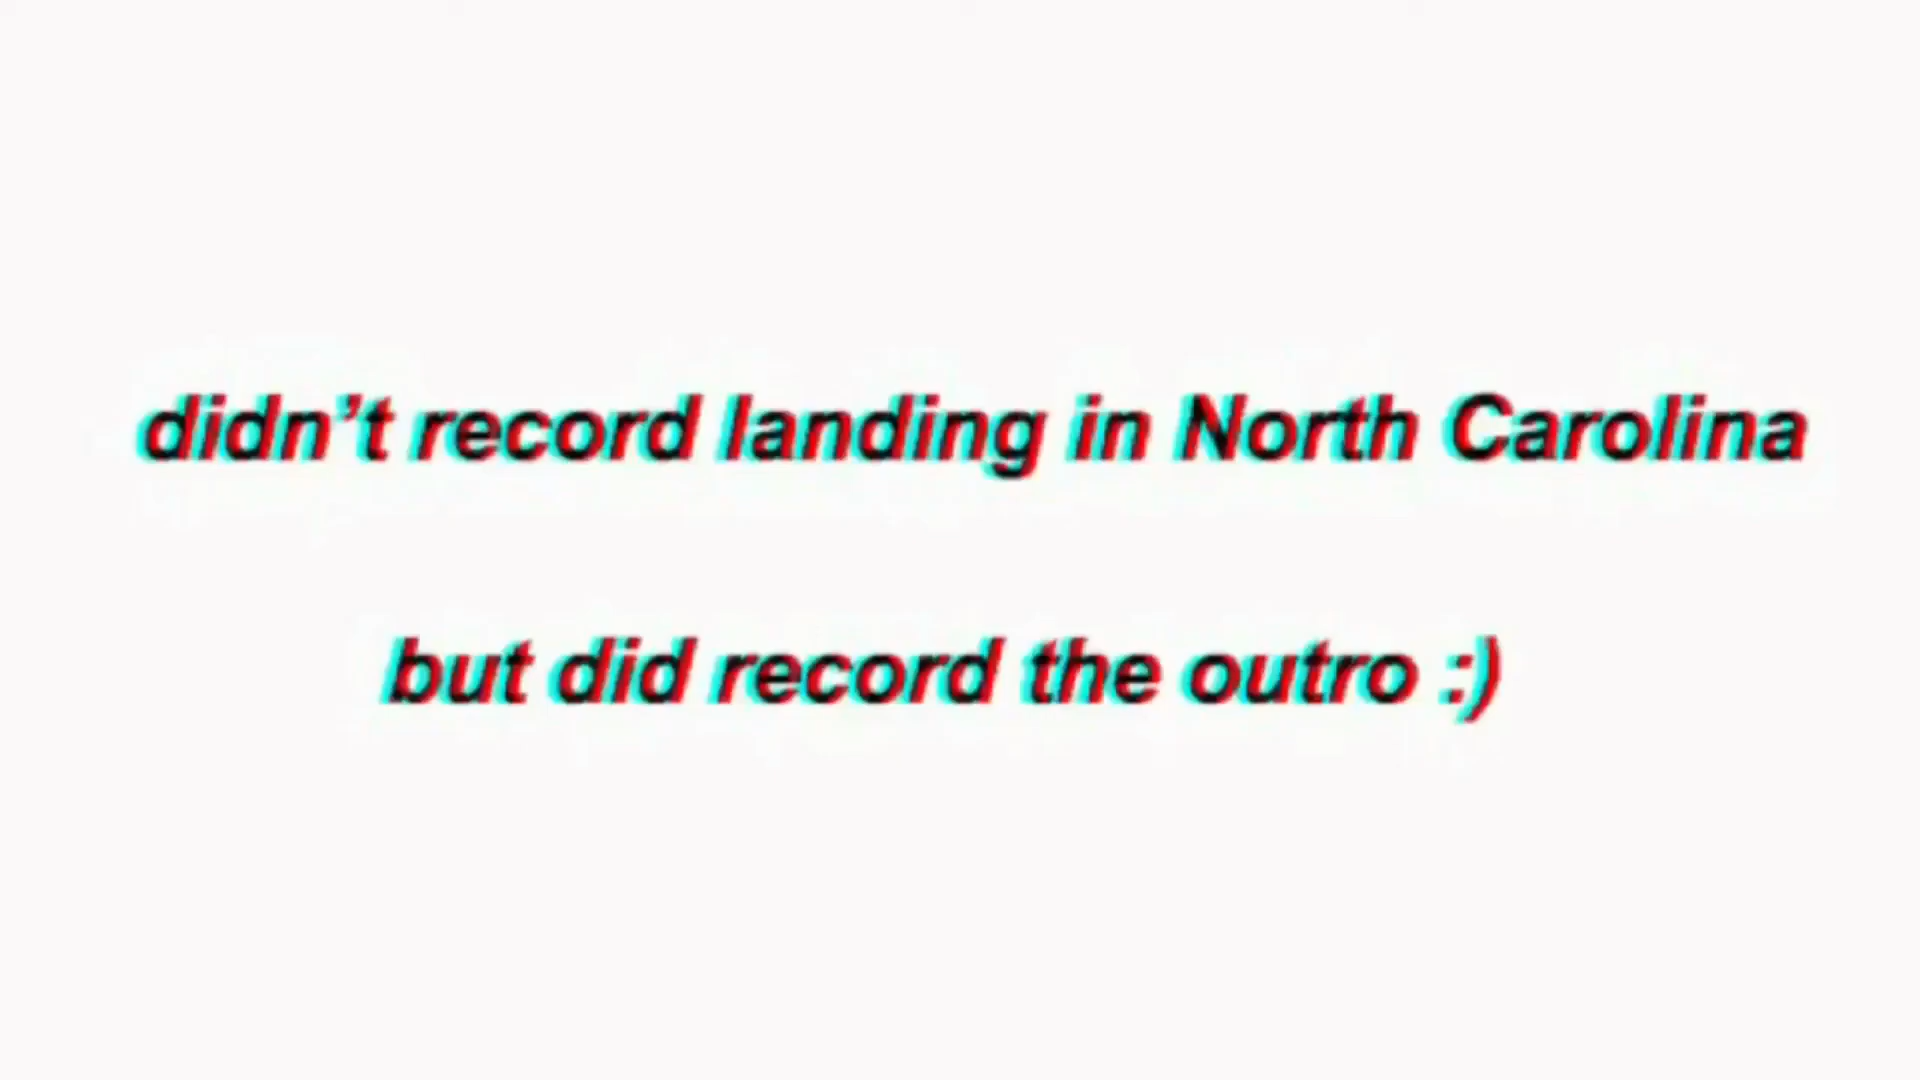 didn’t record landing in North Carolina
but did record the outro :)